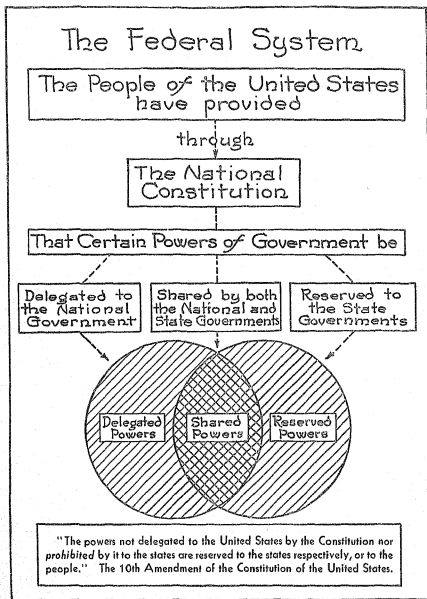 The Federal System
The People of the United States
have provided
through
The National
Constitution
That Certain Powers of Government be
Delegated to
the National
Government
Shared by both
the National and
State Governments
Reserved to
the State
Governments
Delegated
Powers
Shared
Powers
Reserved
Powers
"The powers not delegated to the United States by the Constitution nor
prohibited by it to the states are reserved to the states respectively, or to the
people." The 10th Amendment of the Constitution of the United States.